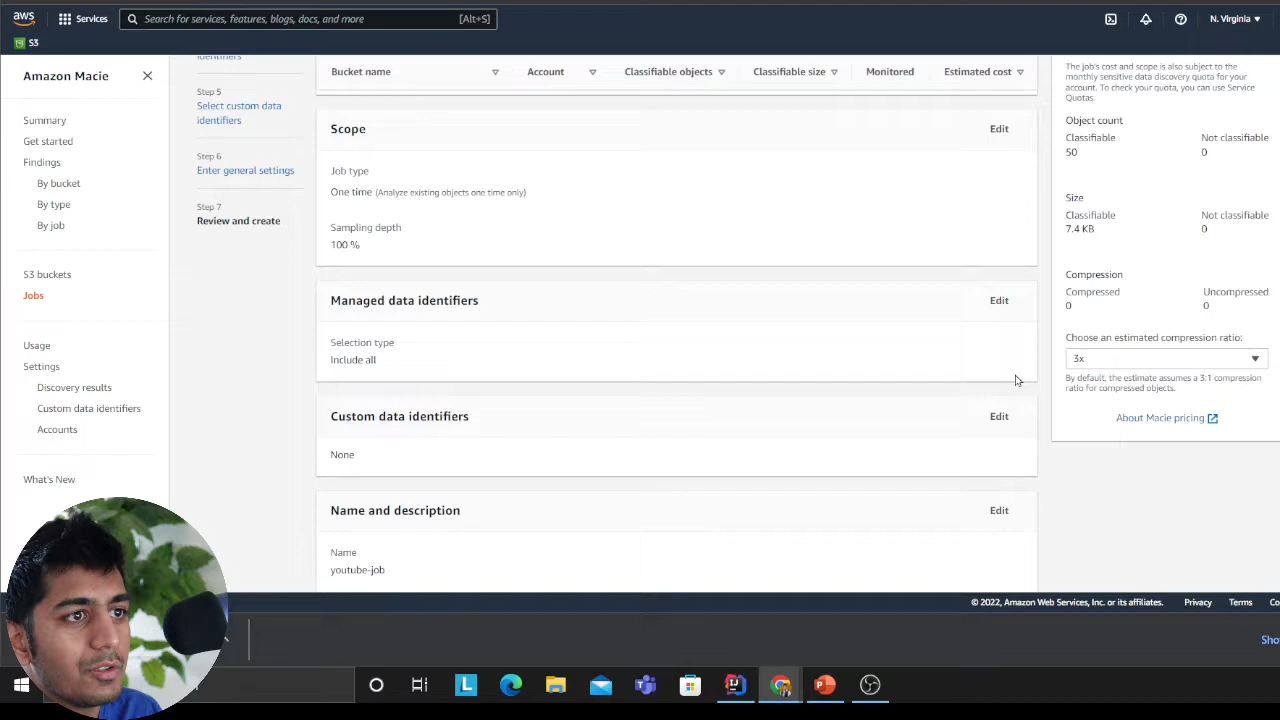 aws
Services
Search for services, features, blogs, docs, and more
[Alt+S]
N. Virginia
S3
Amazon Macie
Summary
Get started
Findings
By bucket
By type
By job
S3 buckets
Jobs
Usage
Settings
Discovery results
Custom data identifiers
Accounts
What's New
identifiers
Step 5
Select custom data
identifiers
Step 6
Enter general settings
Step 7
Review and create
Bucket name
Account
Classifiable objects
Classifiable size
Monitored
Estimated cost
Scope
Edit
Job type
One time (Analyze existing objects one time only)
Sampling depth
100 %
Managed data identifiers
Edit
Selection type
Include all
Custom data identifiers
Edit
None
Name and description
Edit
Name
youtube-job
The job's cost and scope is also subject to the
monthly sensitive data discovery quota for your
account. To check your quota, you can use Service
Quotas.
Object count
Classifiable
Not classifiable
50
0
Size
Classifiable
Not classifiable
7.4 KB
0
Compression
Compressed
Uncompressed
0
0
Choose an estimated compression ratio:
3x
By default, the estimate assumes a 3:1 compression
ratio for compressed objects.
About Macie pricing
© 2022, Amazon Web Services, Inc. or its affiliates.
Privacy
Terms
Co
Sho
L